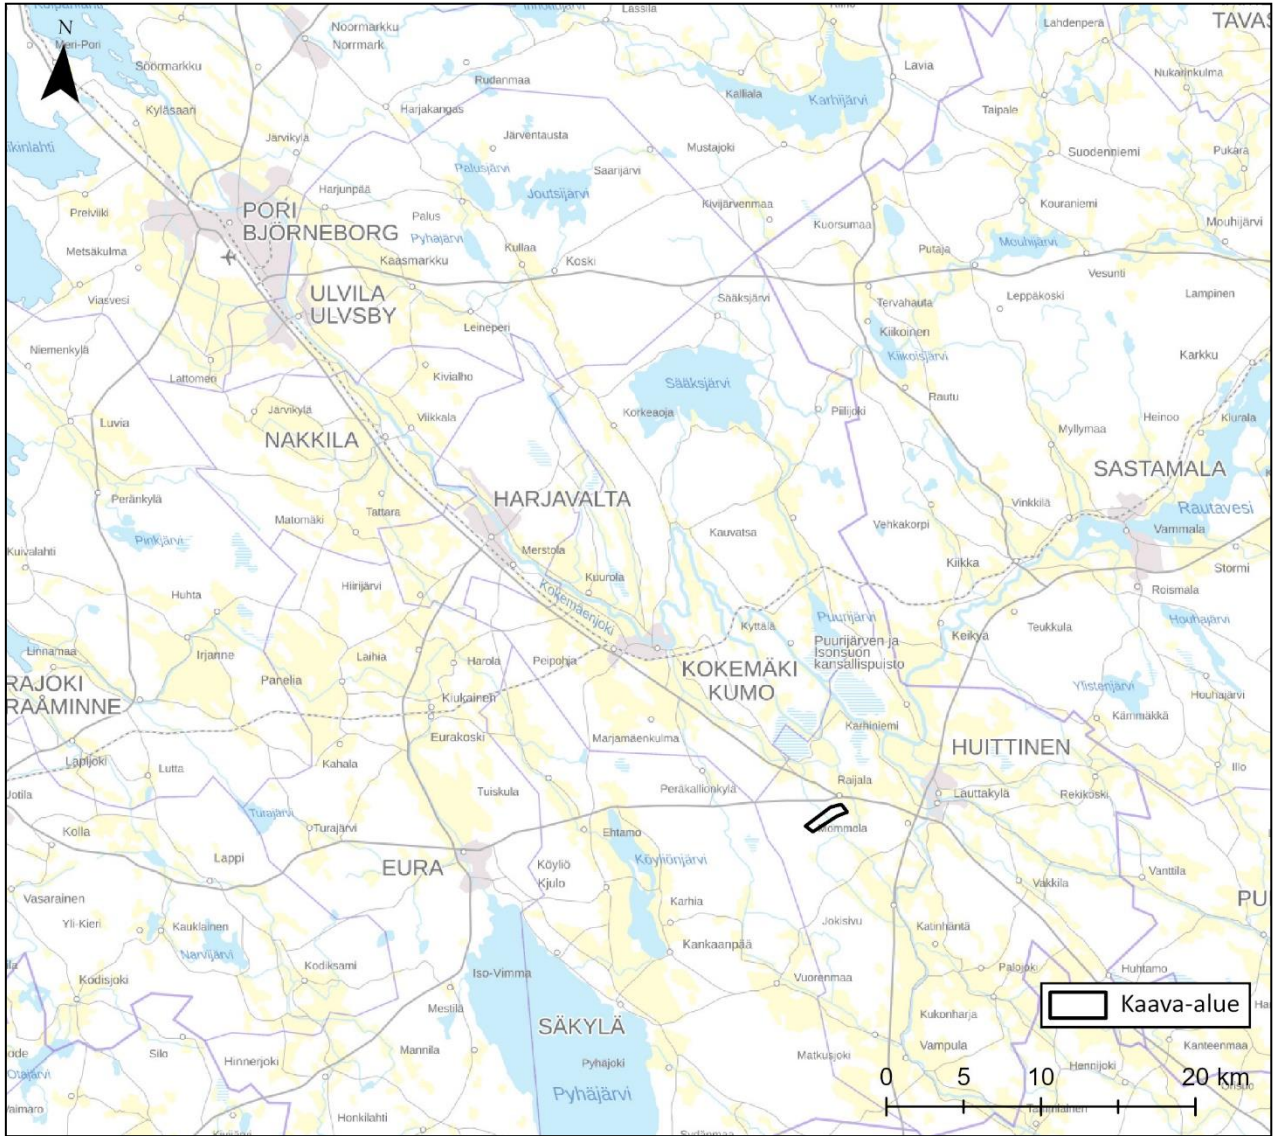 N
Meri-Pori
Söörmarkku
Kyläsaari
Noormarkku
Norrmark
Lassila
Rudanmaa
Harjakangas
Järvikylä
Harjunpää
Järventausta
Saarijärvi
Palusjärvi
Joutsijärvi
Kalliala
Karhijärvi
Mustajoki
Kivijärvenmaa
Lavia
Lahdenperä
TAVAS
Nukarinkulma
Taipale
Suodenniemi
Pukara
Kouraniemi
Mouhijärvi
Mouhijärvi
Kuorsumaa
Putaja
Vesunti
Leppäkoski
Lampinen
Tervahauta
Kiikoinen
Kiikoisjärvi
Karkku
Preiviiki
Metsäkulma
Viasvesi
PORI
BJÖRNEBORG
ULVILA
ULVSBY
Palus
Pyhäjärvi
Kaasmarkku
Kullaa
Koski
Leineperi
Sääksjärvi
Sääksjärvi
Niemenkylä
Lattomeri
Kivialho
Järvikylä
Viikkala
NAKKILA
Luvia
Korkeaoja
Piilijoki
Rautu
Myllymaa
Heinoo
Kiurala
SASTAMALA
Rautavesi
Vammala
Vinkkilä
Stormi
Roismala
Peränkylä
Pinkjärvi
Matomäki
Tattara
HARJAVALTA
Merstola
Kuurola
Kokemäenjoki
Kauvatsa
Vehkakorpi
Kiikka
Kuivalahti
Huhta
Hiirijärvi
Linnamaa
Irjanne
Panelia
Laihia
Harola
Kiukainen
Peipohja
Kyttälä
Puurijärvi
Puurijärven ja
Isonsuon
kansallispuisto
Keikyä
Teukkula
Houhajärvi
Ylistenjärvi
Houhajärvi
Kämmäkkä
RAJOKI
RAÅMINNE
KOKEMÄKI
KUMO
Karhiniemi
HUITTINEN
Eurakoski
Marjamäenkulma
Lapijoki
Lutta
Kahala
Tuiskula
Peräkallionkylä
Raijala
Lauttakylä
Rekikoski
Illo
Kolla
Turajärvi
Turajärvi
Lappi
Ehtamo
Mommola
EURA
Köyliö
Kjulo
Köyliönjärvi
Vakkila
Vanttila
PU
Vasarainen
Yli-Kieri
Kauklainen
Narvijärvi
Kodiksami
Kodisjoki
Karhia
Kankaanpää
Jokisivu
Katinhäntä
Iso-Vimma
Vuorenmaa
Palojoki
Huhtamo
Mestilä
SÄKYLÄ
Kukonharja
Kaava-alue
Silo
Hinnerjoki
Mannila
Pyhäjoki
Pyhäjärvi
Matkusjoki
Vampula
Kanteenmaa
Hennijoki
Honkilahti
0 5 10 20 km